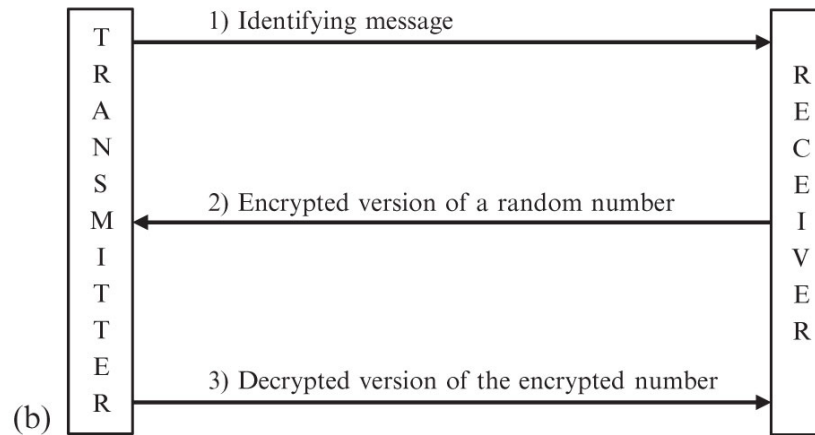 TRANSMITTER
1) Identifying message
2) Encrypted version of a random number
3) Decrypted version of the encrypted number
RECEIVER
(b)